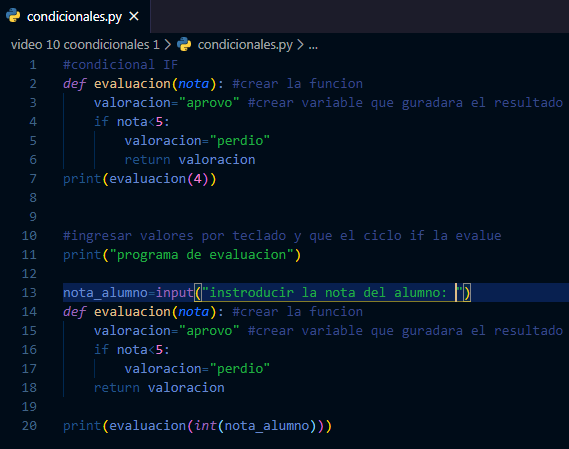 condicionales.py
video 10 coondicionales 1 > condicionales.py > ...
1 #condicional IF
2 def evaluacion(nota): #crear la funcion
3     valoracion="aprovo" #crear variable que guradara el resultado
4     if nota<5:
5         valoracion="perdio"
6         return valoracion
7 print(evaluacion(4))
8
9
10 #ingresar valores por teclado y que el ciclo if la evalue
11 print("programa de evaluacion")
12
13 nota_alumno=input("instroducir la nota del alumno: ")
14 def evaluacion(nota): #crear la funcion
15     valoracion="aprovo" #crear variable que guradara el resultado
16     if nota<5:
17         valoracion="perdio"
18     return valoracion
19
20 print(evaluacion(int(nota_alumno)))